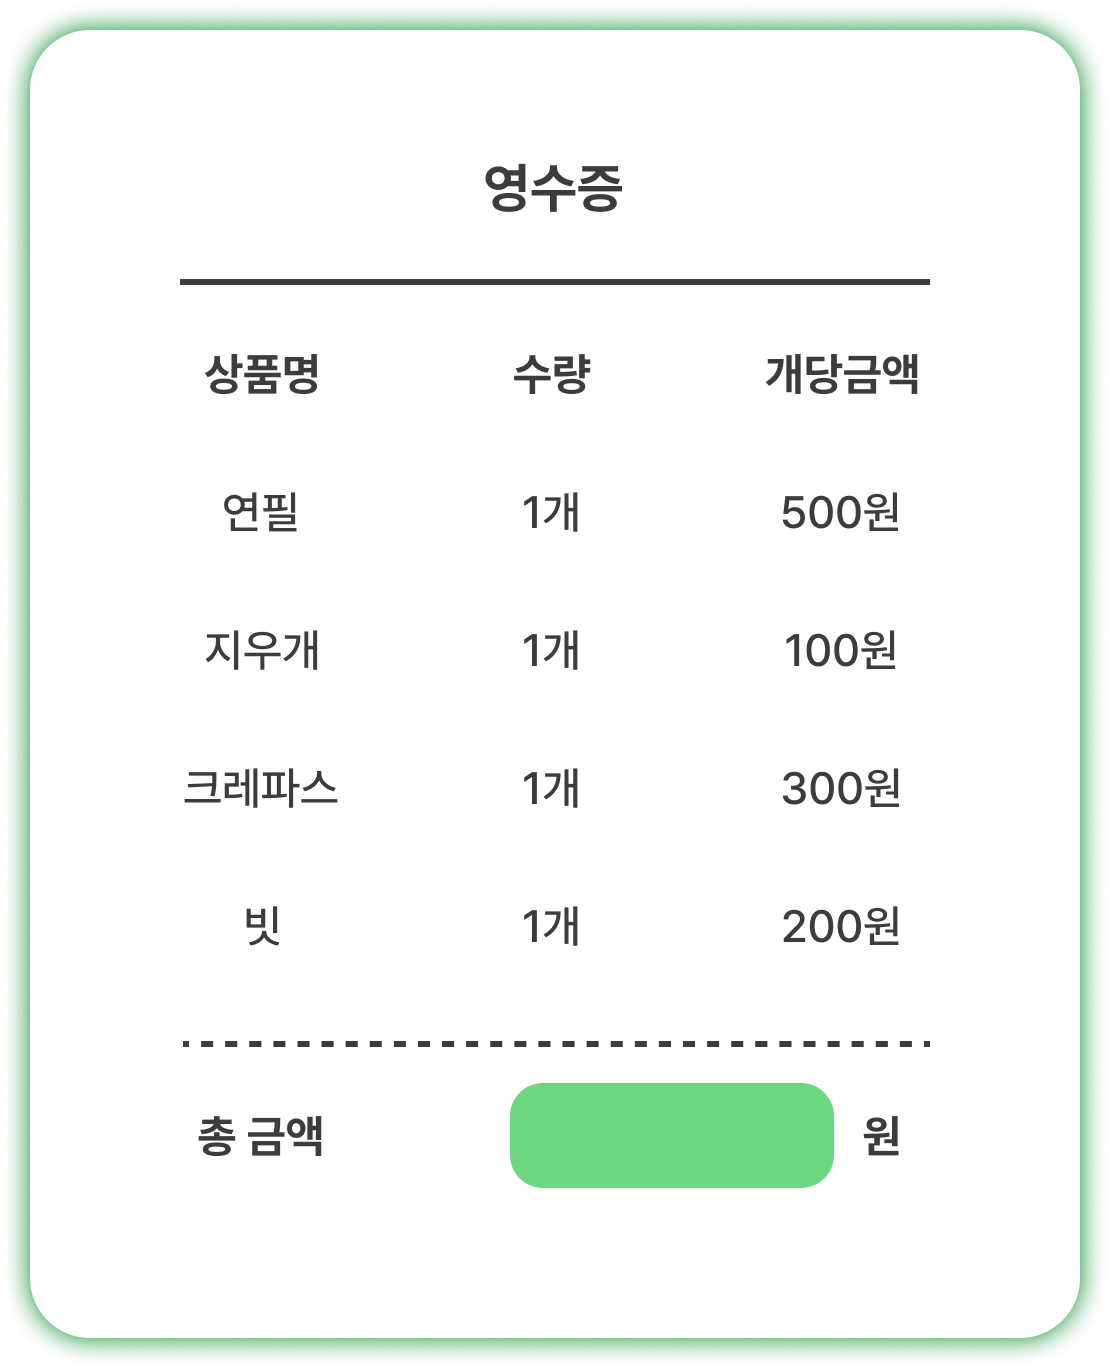 영수증
상품명 수량 개당금액
연필 1개 500원
지우개 1개 100원
크레파스 1개 300원
빗 1개 200원
총 금액 원